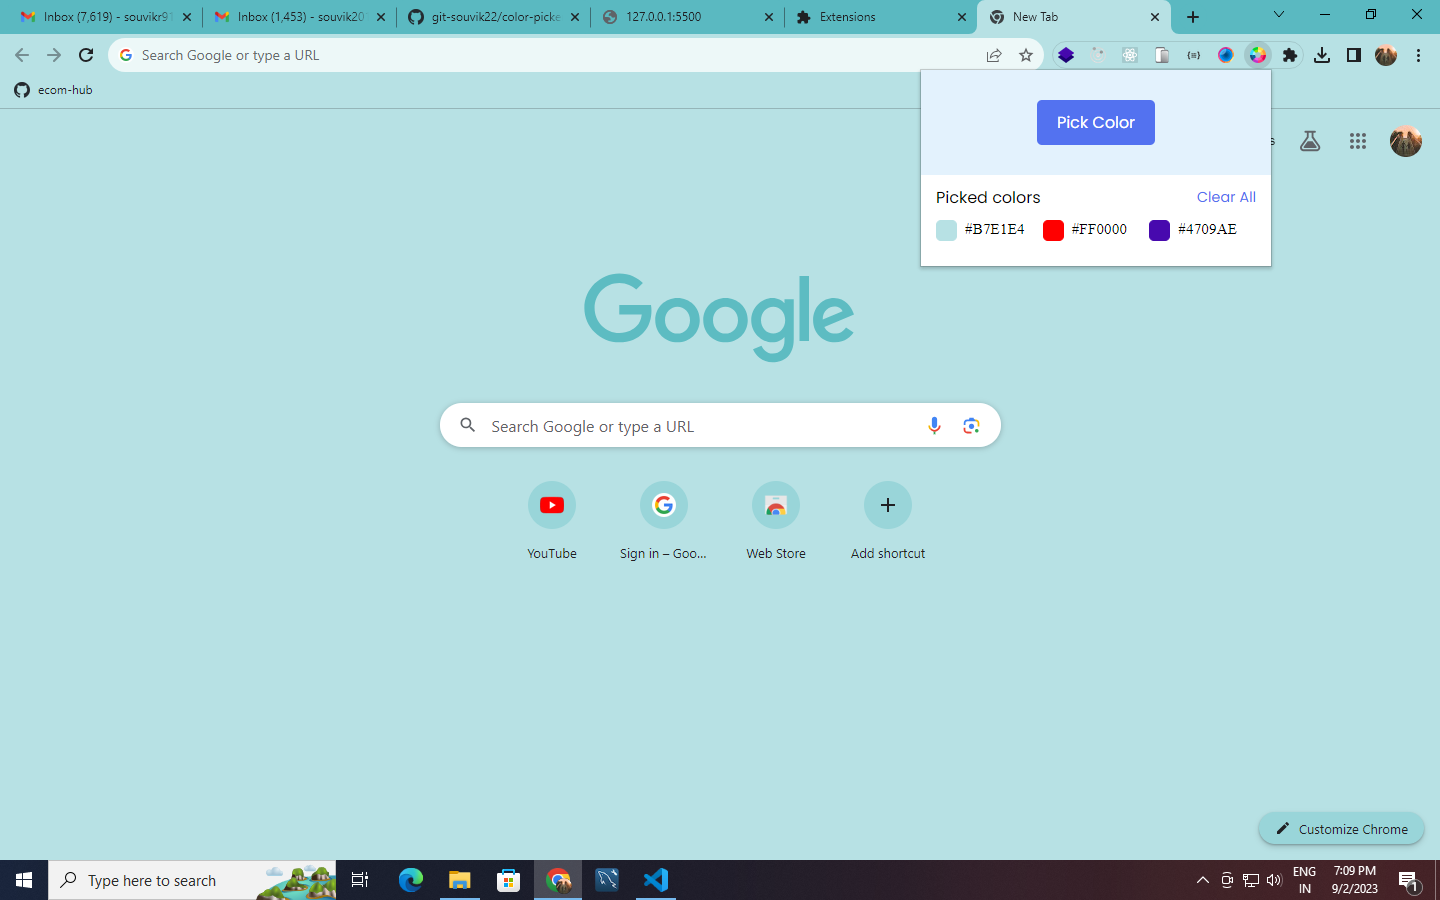 Inbox (7,619) - souvikr91
Inbox (1,453) - souvik20
git-souvik22/color-picke
127.0.0.1:5500
Extensions
New Tab
Search Google or type a URL
ecom-hub
Pick Color
Picked colors
Clear All
#B7E1E4
#FF0000
#4709AE
Google
Search Google or type a URL
YouTube
Sign in – Goo...
Web Store
Add shortcut
Customize Chrome
Type here to search
ENG
IN
7:09 PM
9/2/2023
1